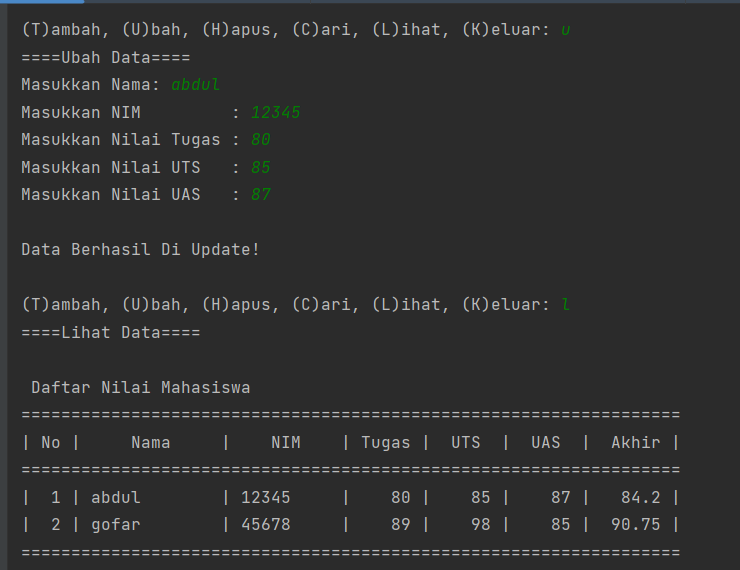 (T)ambah, (U)bah, (H)apus, (C)ari, (L)ihat, (K)eluar: u
====Ubah Data====
Masukkan Nama: abdul
Masukkan NIM         : 12345
Masukkan Nilai Tugas : 80
Masukkan Nilai UTS   : 85
Masukkan Nilai UAS   : 87
Data Berhasil Di Update!
(T)ambah, (U)bah, (H)apus, (C)ari, (L)ihat, (K)eluar: l
====Lihat Data====
 Daftar Nilai Mahasiswa
==================================================================
| No |     Nama     |    NIM    | Tugas |  UTS  |  UAS  |  Akhir |
==================================================================
|  1 | abdul        | 12345     |    80 |    85 |    87 |   84.2 |
|  2 | gofar        | 45678     |    89 |    98 |    85 |  90.75 |
==================================================================